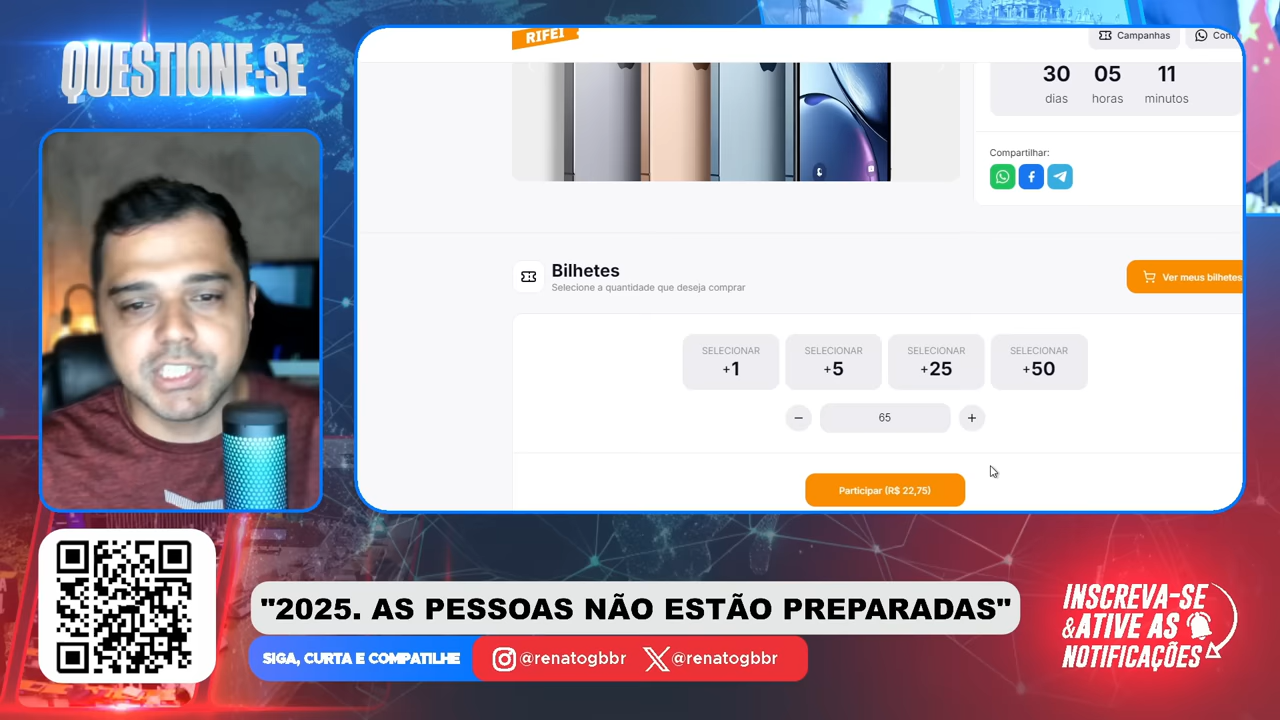 QUESTIONE-SE
RIFEI
Campanhas
30 05 11
dias horas minutos
Compartilhar:
Bilhetes
Selecione a quantidade que deseja comprar
Ver meus bilhetes
SELECIONAR SELECIONAR SELECIONAR SELECIONAR
+1 +5 +25 +50
− 65 +
Participar (R$ 22,75)
"2025. AS PESSOAS NÃO ESTÃO PREPARADAS"
SIGA, CURTA E COMPATILHE @renatogbbr @renatogbbr
INSCREVA-SE
&ATIVE AS
NOTIFICAÇÕES